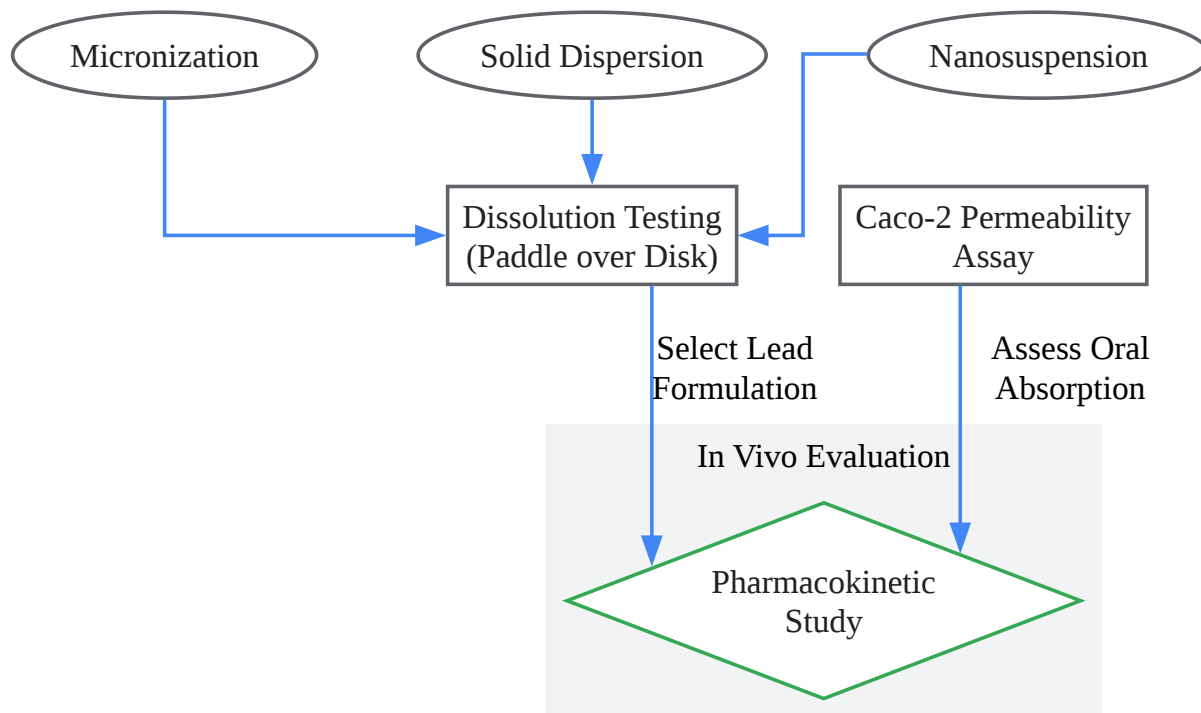 Micronization
Solid Dispersion
Nanosuspension
Dissolution Testing
(Paddle over Disk)
Caco-2 Permeability
Assay
Select Lead
Formulation
Assess Oral
Absorption
In Vivo Evaluation
Pharmacokinetic
Study